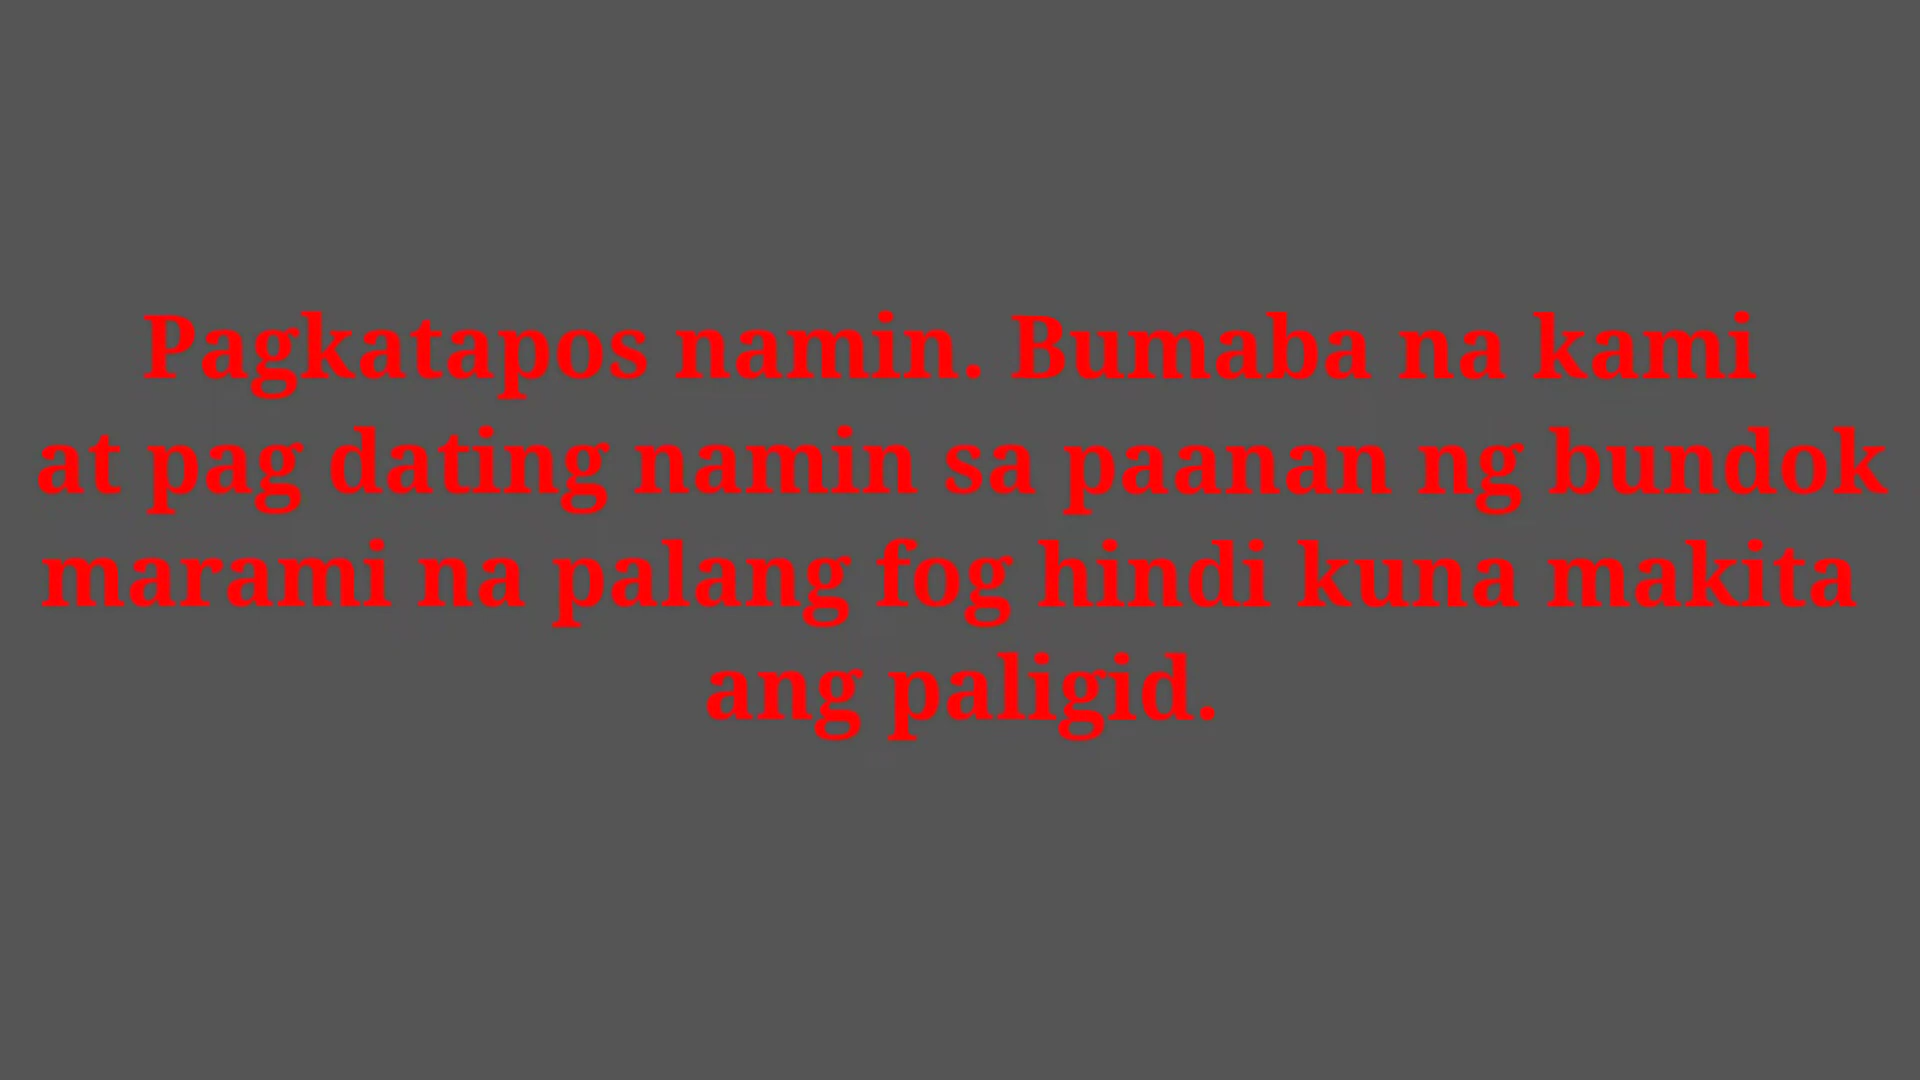 Pagkatapos namin. Bumaba na kami
at pag dating namin sa paanan ng bundok
marami na palang fog hindi kuna makita
ang paligid.